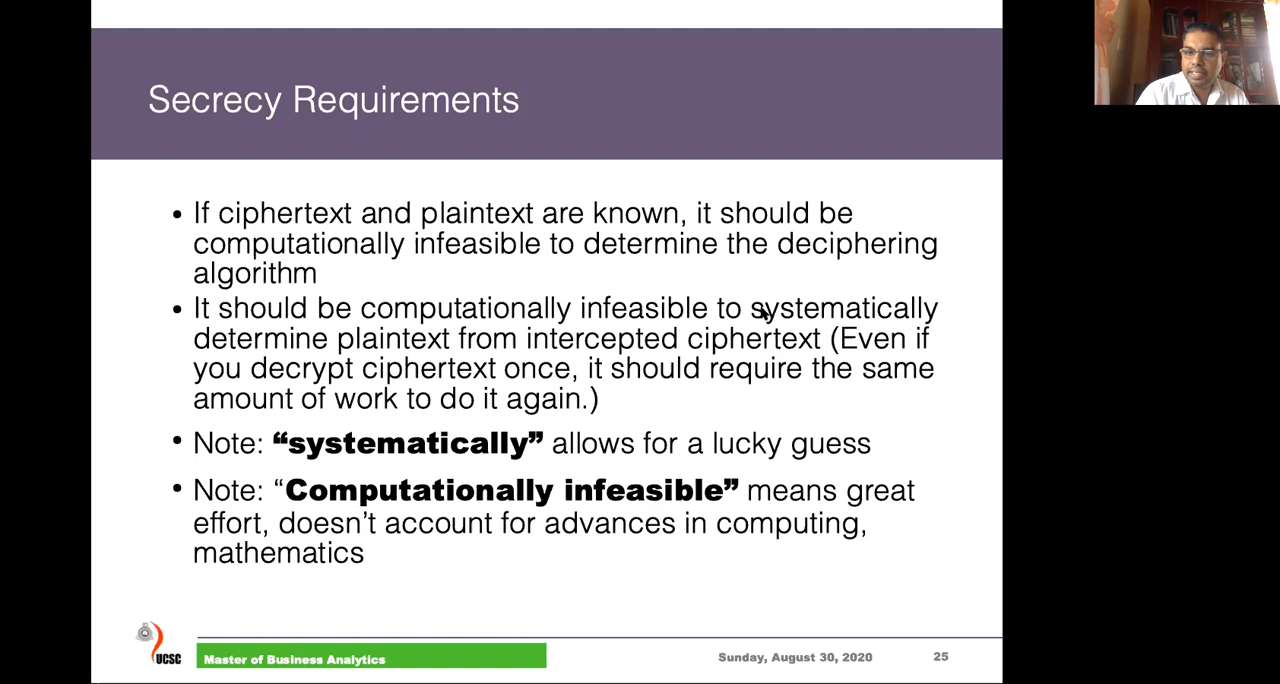 Secrecy Requirements
• If ciphertext and plaintext are known, it should be
computationally infeasible to determine the deciphering
algorithm
• It should be computationally infeasible to systematically
determine plaintext from intercepted ciphertext (Even if
you decrypt ciphertext once, it should require the same
amount of work to do it again.)
• Note: “systematically” allows for a lucky guess
• Note: “Computationally infeasible” means great
effort, doesn’t account for advances in computing,
mathematics
UCSC
Master of Business Analytics
Sunday, August 30, 2020
25